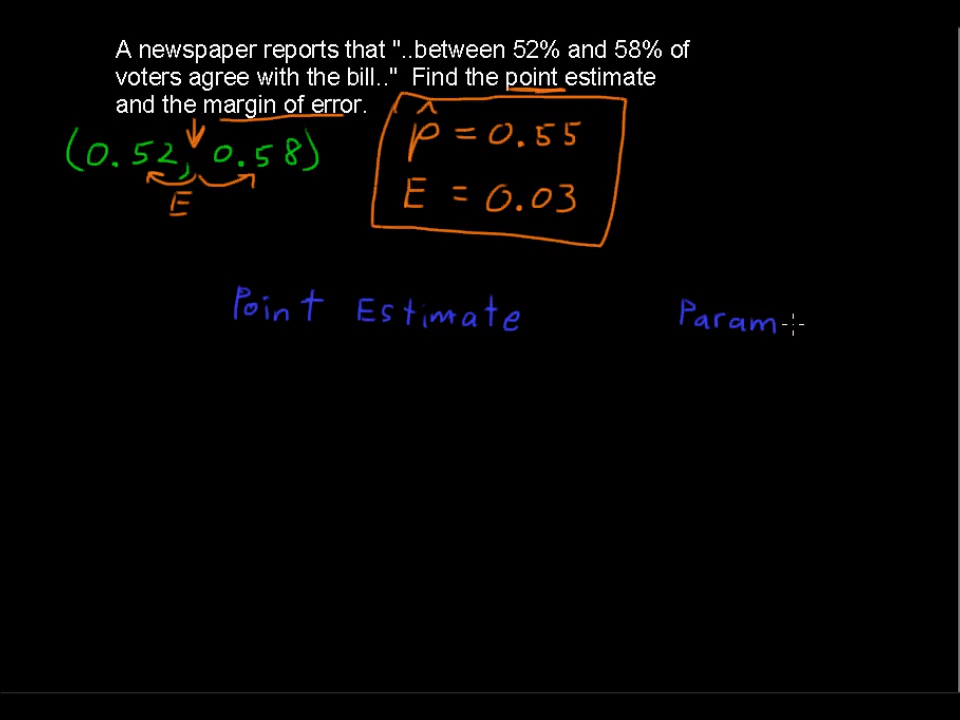 A newspaper reports that "..between 52% and 58% of
voters agree with the bill.." Find the point estimate
and the margin of error.
(0.52, 0.58)
E
p̂ = 0.55
E = 0.03
Point Estimate Param